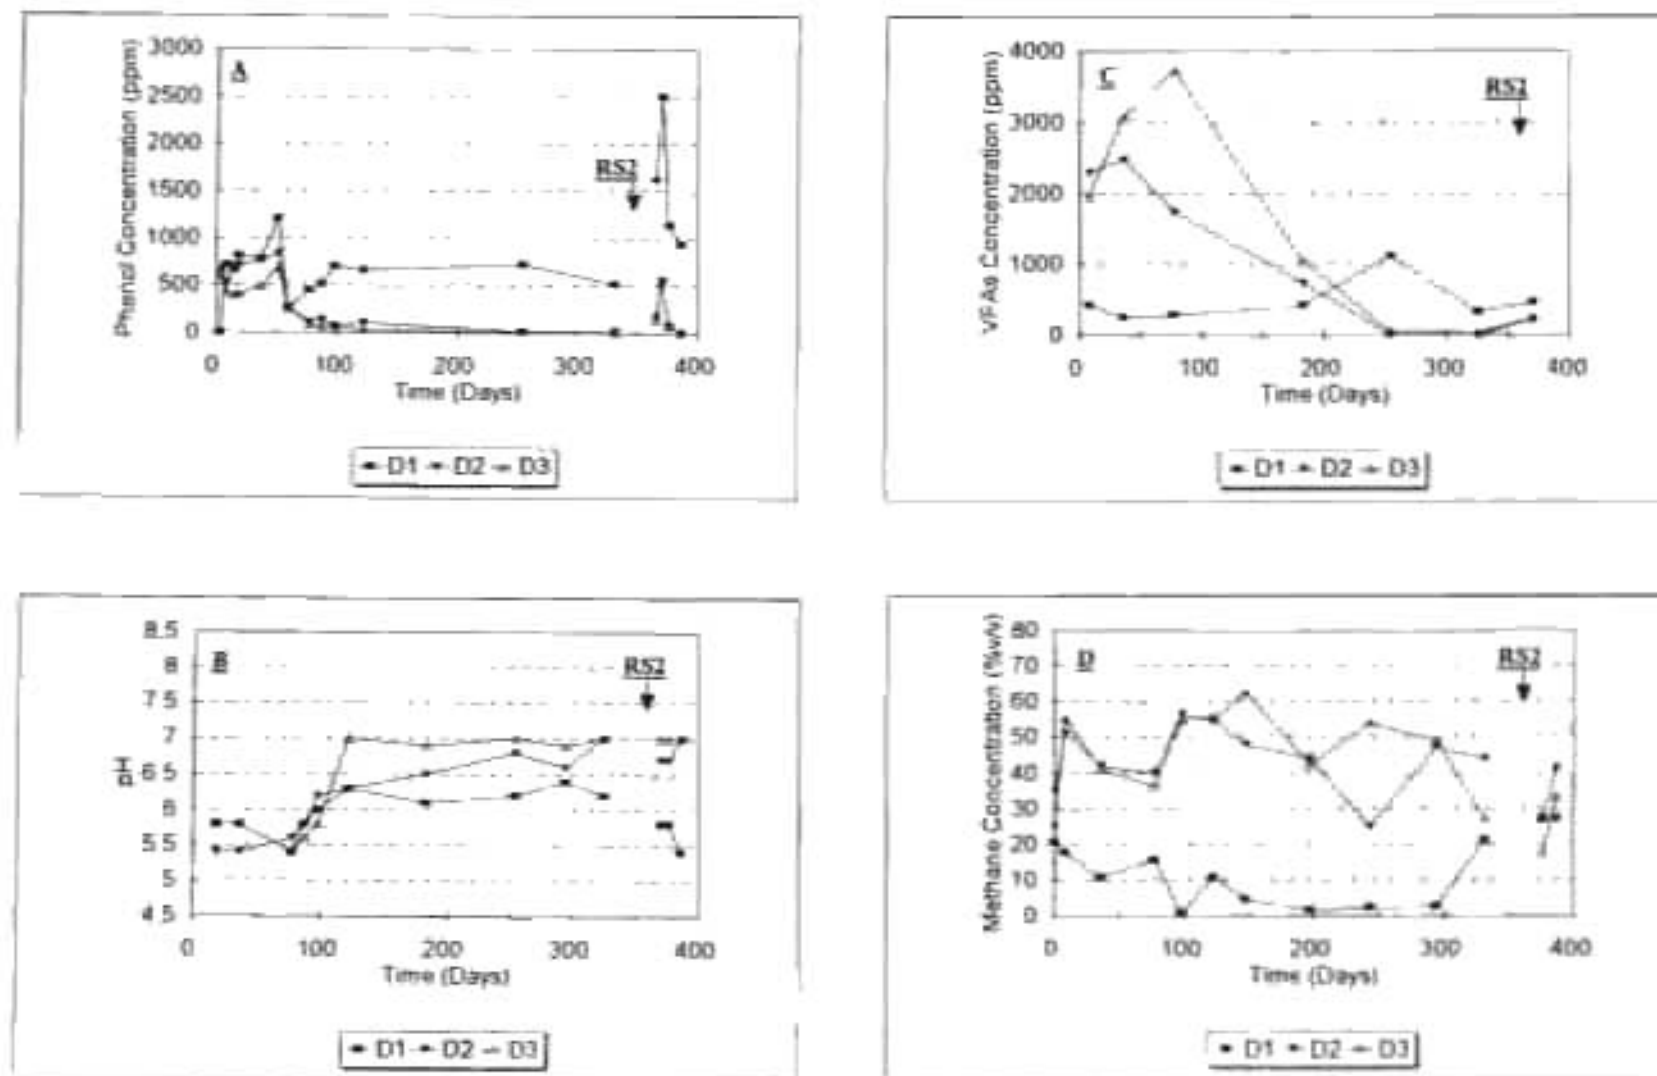 A
Phenol Concentration (ppm)
3000
2500
2000
1500
1000
500
0
RS2
0 100 200 300 400
Time (Days)
D1 D2 D3
C
VFAs Concentration (ppm)
4000
3000
2000
1000
0
RS2
0 100 200 300 400
Time (Days)
D1 D2 D3
B
pH
8.5
8
7.5
7
6.5
6
5.5
5
4.5
RS2
0 100 200 300 400
Time (Days)
D1 D2 D3
D
Methane Concentration (%v/v)
80
70
60
50
40
30
20
10
0
RS2
0 100 200 300 400
Time (Days)
D1 D2 D3